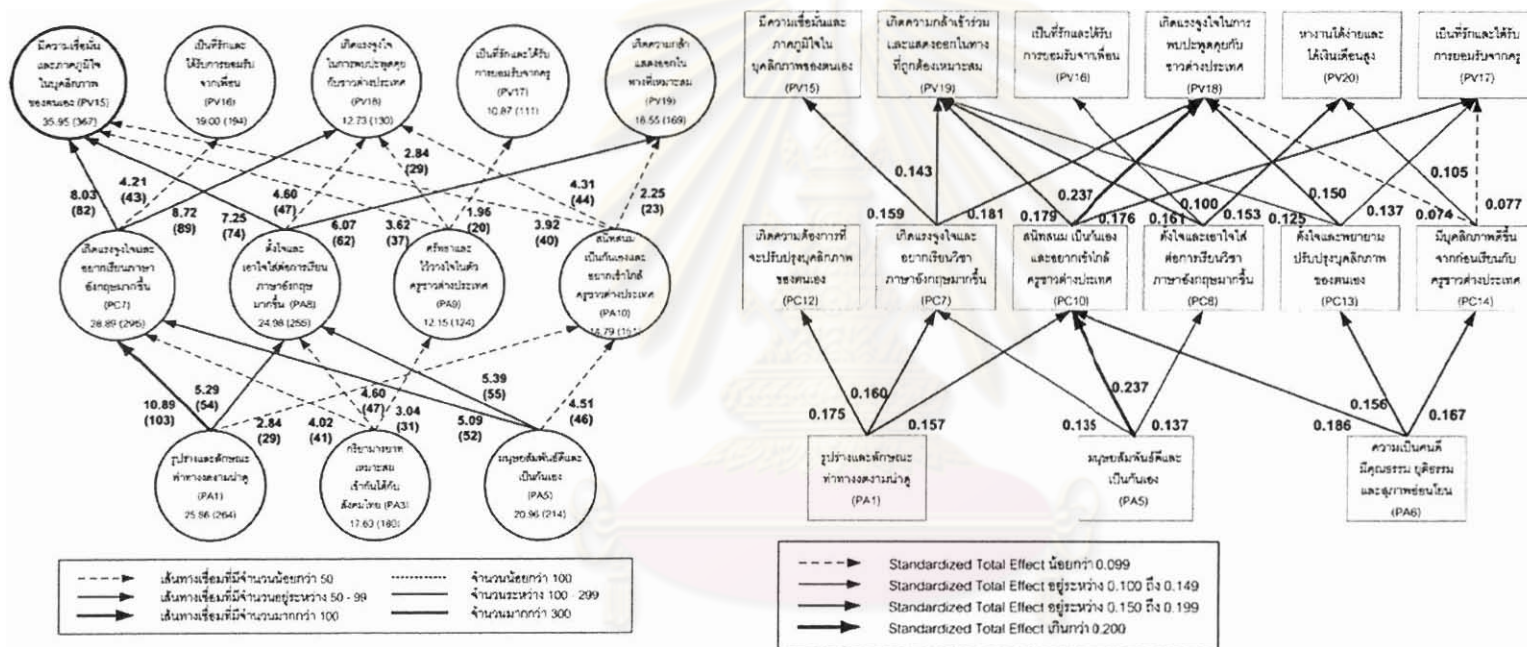 มีความเชื่อมั่น
และภาคภูมิใจ
ในบุคลิกภาพ
ของตนเอง
(PV15)
35.95 (367)
เป็นที่รักและ
ได้รับการยอมรับ
จากเพื่อน
(PV16)
19.00 (194)
เกิดแรงจูงใจ
ในการพบปะพูดคุย
กับชาวต่างประเทศ
(PV18)
12.73 (130)
เป็นที่รักและได้รับ
การยอมรับจากครู
(PV17)
10.87 (111)
เกิดความกล้า
แสดงออกใน
ทางที่เหมาะสม
(PV19)
16.55 (169)
8.03
(82)
4.21
(43)
8.72
(89)
7.25
(74)
4.60
(47)
6.07
(62)
2.84
(29)
3.62
(37)
1.96
(20)
3.92
(40)
4.31
(44)
2.25
(23)
เกิดแรงจูงใจและ
อยากเรียนภาษา
อังกฤษมากขึ้น
(PC7)
28.89 (295)
ตั้งใจและ
เอาใจใส่ต่อการเรียน
ภาษาอังกฤษ
มากขึ้น (PA8)
24.98 (255)
ศรัทธาและ
ไว้วางใจในตัว
ครูชาวต่างประเทศ
(PA9)
12.15 (124)
สนิทสนม
เป็นกันเองและ
อยากเข้าใกล้
ครูชาวต่างประเทศ
(PA10)
10.89
(103)
5.29
(54)
2.84
(29)
4.02
(41)
4.60
(47)
3.04
(31)
5.09
(52)
5.39
(55)
4.51
(46)
รูปร่างและลักษณะ
ท่าทางงดงามน่าดู
(PA1)
25.86 (264)
กริยามารยาท
เหมาะสม
เข้ากันได้กับ
สังคมไทย (PA3)
17.63 (180)
มนุษยสัมพันธ์ดีและ
เป็นกันเอง
(PA5)
20.96 (214)
เส้นทางเชื่อมที่มีจำนวนน้อยกว่า 50
เส้นทางเชื่อมที่มีจำนวนอยู่ระหว่าง 50 - 99
เส้นทางเชื่อมที่มีจำนวนมากกว่า 100
จำนวนน้อยกว่า 100
จำนวนระหว่าง 100 - 299
จำนวนมากกว่า 300
มีความเชื่อมั่นและ
ภาคภูมิใจใน
บุคลิกภาพของตนเอง
(PV15)
เกิดความกล้าเข้าร่วม
และแสดงออกในทาง
ที่ถูกต้องเหมาะสม
(PV19)
เป็นที่รักและได้รับ
การยอมรับจากเพื่อน
(PV16)
เกิดแรงจูงใจในการ
พบปะพูดคุยกับ
ชาวต่างประเทศ
(PV18)
หางานได้ง่ายและ
ได้เงินเดือนสูง
(PV20)
เป็นที่รักและได้รับ
การยอมรับจากครู
(PV17)
0.159
0.143
0.181
0.179
0.237
0.176
0.161
0.100
0.153
0.125
0.150
0.137
0.074
0.105
0.077
เกิดความต้องการที่
จะปรับปรุงบุคลิกภาพ
ของตนเอง
(PC12)
เกิดแรงจูงใจและ
อยากเรียนวิชา
ภาษาอังกฤษมากขึ้น
(PC7)
สนิทสนม เป็นกันเอง
และอยากเข้าใกล้
ครูชาวต่างประเทศ
(PC10)
ตั้งใจและเอาใจใส่
ต่อการเรียนวิชา
ภาษาอังกฤษมากขึ้น
(PC8)
ตั้งใจและพยายาม
ปรับปรุงบุคลิกภาพ
ของตนเอง
(PC13)
มีบุคลิกภาพดีขึ้น
จากก่อนเรียนกับ
ครูชาวต่างประเทศ
(PC14)
0.175
0.160
0.157
0.135
0.237
0.137
0.186
0.156
0.167
รูปร่างและลักษณะ
ท่าทางงดงามน่าดู
(PA1)
มนุษยสัมพันธ์ดีและ
เป็นกันเอง
(PA5)
ความเป็นคนดี
มีคุณธรรม ยุติธรรม
และสุภาพอ่อนโยน
(PA6)
Standardized Total Effect น้อยกว่า 0.099
Standardized Total Effect อยู่ระหว่าง 0.100 ถึง 0.149
Standardized Total Effect อยู่ระหว่าง 0.150 ถึง 0.199
Standardized Total Effect เกินกว่า 0.200